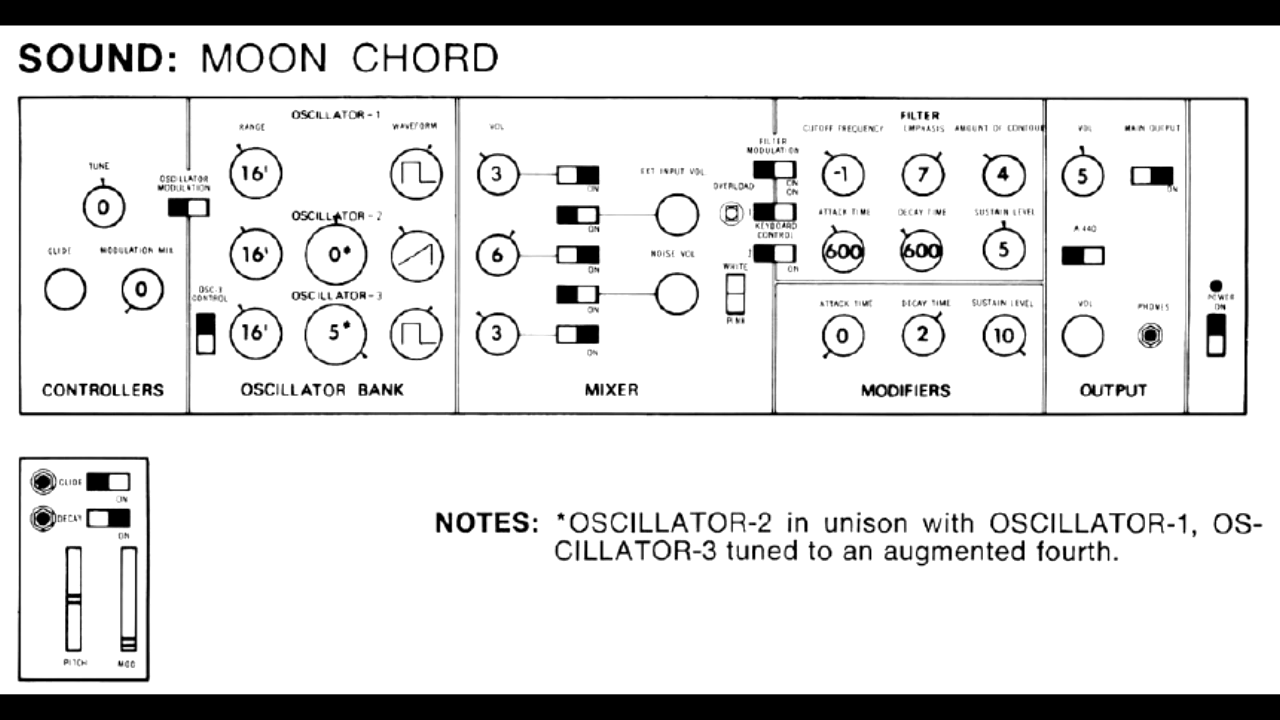 SOUND: MOON CHORD
OSCILLATOR-1
FILTER
RANGE
WAVEFORM
VOL
CUTOFF FREQUENCY
EMPHASIS
AMOUNT OF CONTOUR
VOL
MAIN OUTPUT
FILTER
MODULATION
TUNE
OSCILLATOR
MODULATION
16'
3
ON
EXT INPUT VOL
ON
-1
7
4
5
ON
OVERLOAD
ON
0
OSCILLATOR-2
1
ATTACK TIME
DECAY TIME
SUSTAIN LEVEL
ON
KEYBOARD
CONTROL
A-440
GLIDE
MODULATION MIX
16'
0*
6
NOISE VOL
2
600
600
5
WHITE
ON
ON
0
OSC-3
CONTROL
OSCILLATOR-3
POWER
ON
ATTACK TIME
DECAY TIME
SUSTAIN LEVEL
VOL
PHONES
ON
PINK
16'
5*
3
0
2
10
ON
CONTROLLERS
OSCILLATOR BANK
MIXER
MODIFIERS
OUTPUT
GLIDE
ON
DECAY
ON
PITCH
MOD
NOTES: *OSCILLATOR-2 in unison with OSCILLATOR-1, OS-
CILLATOR-3 tuned to an augmented fourth.